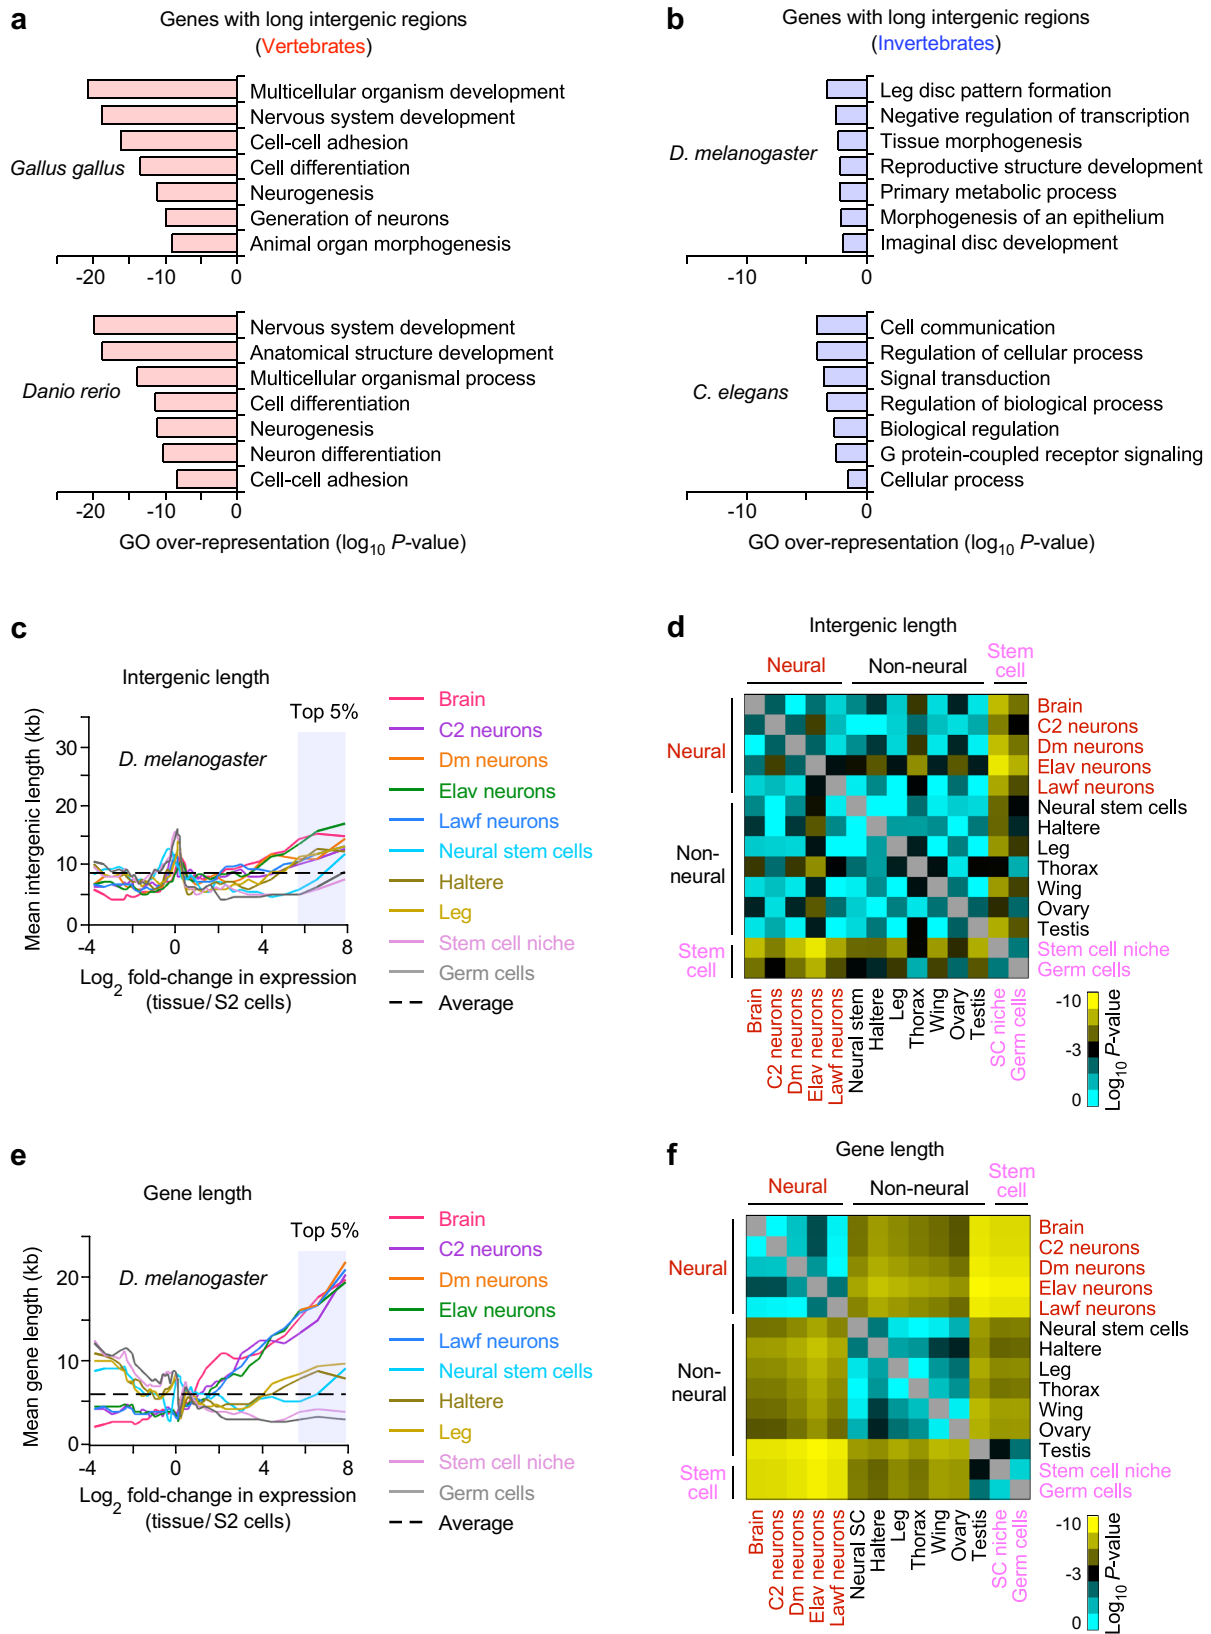 a
Genes with long intergenic regions
(Vertebrates)
Gallus gallus
Multicellular organism development
Nervous system development
Cell-cell adhesion
Cell differentiation
Neurogenesis
Generation of neurons
Animal organ morphogenesis
-20 -10 0
Danio rerio
Nervous system development
Anatomical structure development
Multicellular organismal process
Cell differentiation
Neurogenesis
Neuron differentiation
Cell-cell adhesion
-20 -10 0
GO over-representation (log10 P-value)
b
Genes with long intergenic regions
(Invertebrates)
D. melanogaster
Leg disc pattern formation
Negative regulation of transcription
Tissue morphogenesis
Reproductive structure development
Primary metabolic process
Morphogenesis of an epithelium
Imaginal disc development
-10 0
C. elegans
Cell communication
Regulation of cellular process
Signal transduction
Regulation of biological process
Biological regulation
G protein-coupled receptor signaling
Cellular process
-10 0
GO over-representation (log10 P-value)
c
Intergenic length
Top 5%
D. melanogaster
Mean intergenic length (kb)
30
20
10
0
-4 0 4 8
Log2 fold-change in expression
(tissue/S2 cells)
Brain
C2 neurons
Dm neurons
Elav neurons
Lawf neurons
Neural stem cells
Haltere
Leg
Stem cell niche
Germ cells
Average
d
Intergenic length
Neural
Non-neural
Stem
cell
Neural
Non-
neural
Stem
cell
Brain
C2 neurons
Dm neurons
Elav neurons
Lawf neurons
Neural stem cells
Haltere
Leg
Thorax
Wing
Ovary
Testis
Stem cell niche
Germ cells
Brain
C2 neurons
Dm neurons
Elav neurons
Lawf neurons
Neural stem
Haltere
Leg
Thorax
Wing
Ovary
Testis
SC niche
Germ cells
-10
-3
0
Log10 P-value
e
Gene length
Top 5%
D. melanogaster
Mean gene length (kb)
20
10
0
-4 0 4 8
Log2 fold-change in expression
(tissue/S2 cells)
Brain
C2 neurons
Dm neurons
Elav neurons
Lawf neurons
Neural stem cells
Haltere
Leg
Stem cell niche
Germ cells
Average
f
Gene length
Neural
Non-neural
Stem
cell
Neural
Non-
neural
Stem
cell
Brain
C2 neurons
Dm neurons
Elav neurons
Lawf neurons
Neural stem cells
Haltere
Leg
Thorax
Wing
Ovary
Testis
Stem cell niche
Germ cells
Brain
C2 neurons
Dm neurons
Elav neurons
Lawf neurons
Neural SC
Haltere
Leg
Thorax
Wing
Ovary
Testis
SC niche
Germ cells
-10
-3
0
Log10 P-value